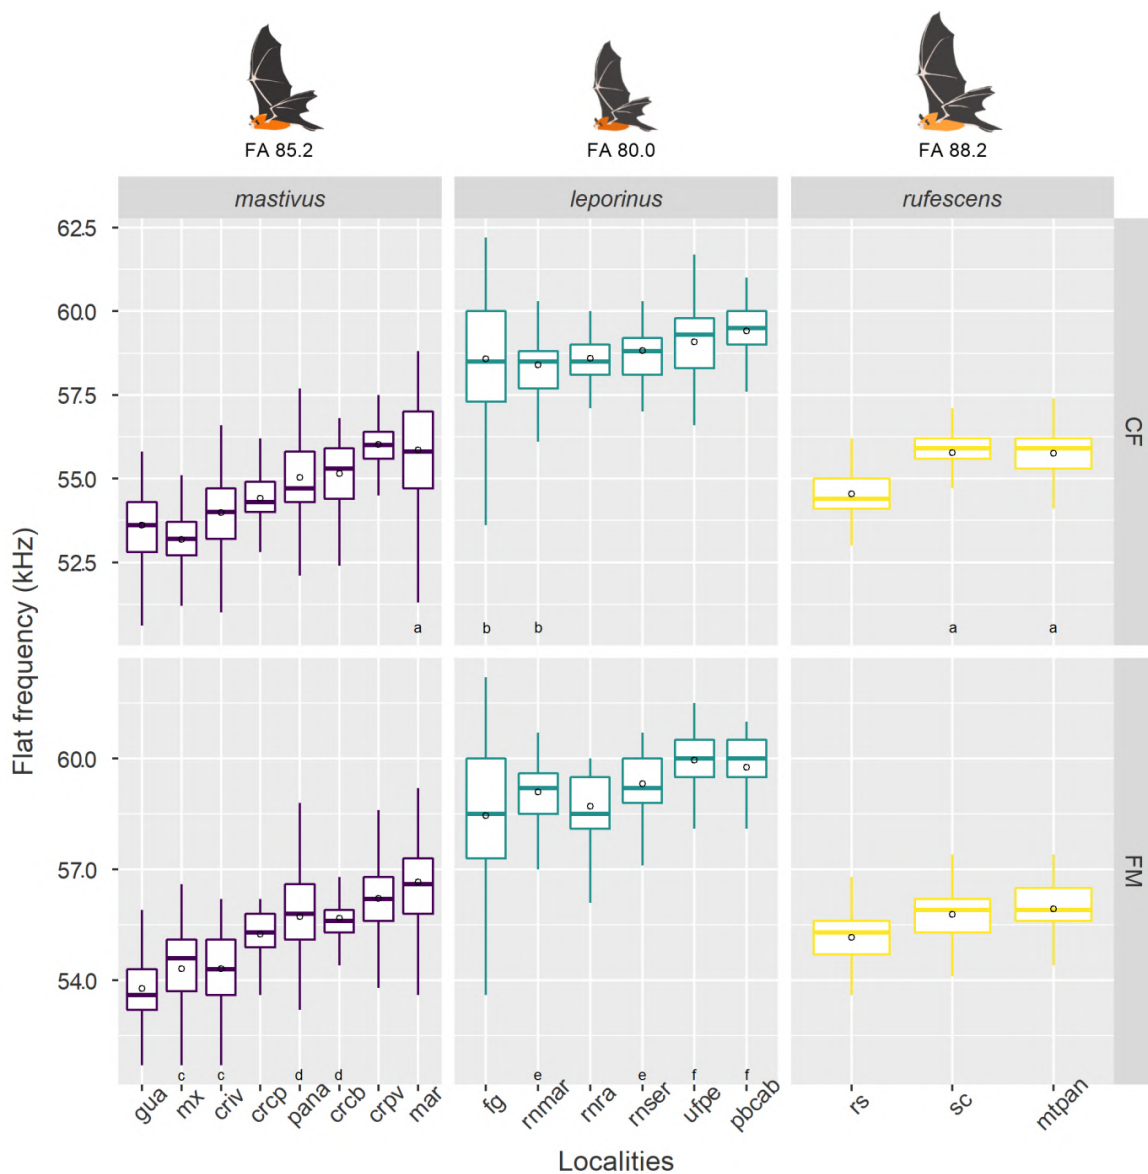 FA 85.2
FA 80.0
FA 88.2
mastivus
leporinus
rufescens
62.5
60.0
57.5
55.0
52.5
a
b
b
a
a
CF
Flat frequency (kHz)
60.0
57.0
54.0
c
c
d
d
e
e
f
f
FM
gua
mx
criv
crcp
pana
crcb
crpv
mar
fg
rnmar
rnra
rnser
ufpe
pbcab
rs
sc
mtpan
Localities